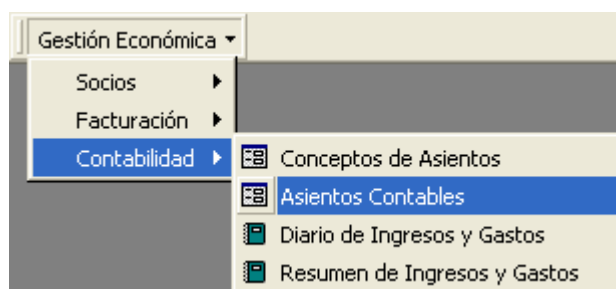 Gestión Económica
Socios
Facturación
Contabilidad
Conceptos de Asientos
Asientos Contables
Diario de Ingresos y Gastos
Resumen de Ingresos y Gastos